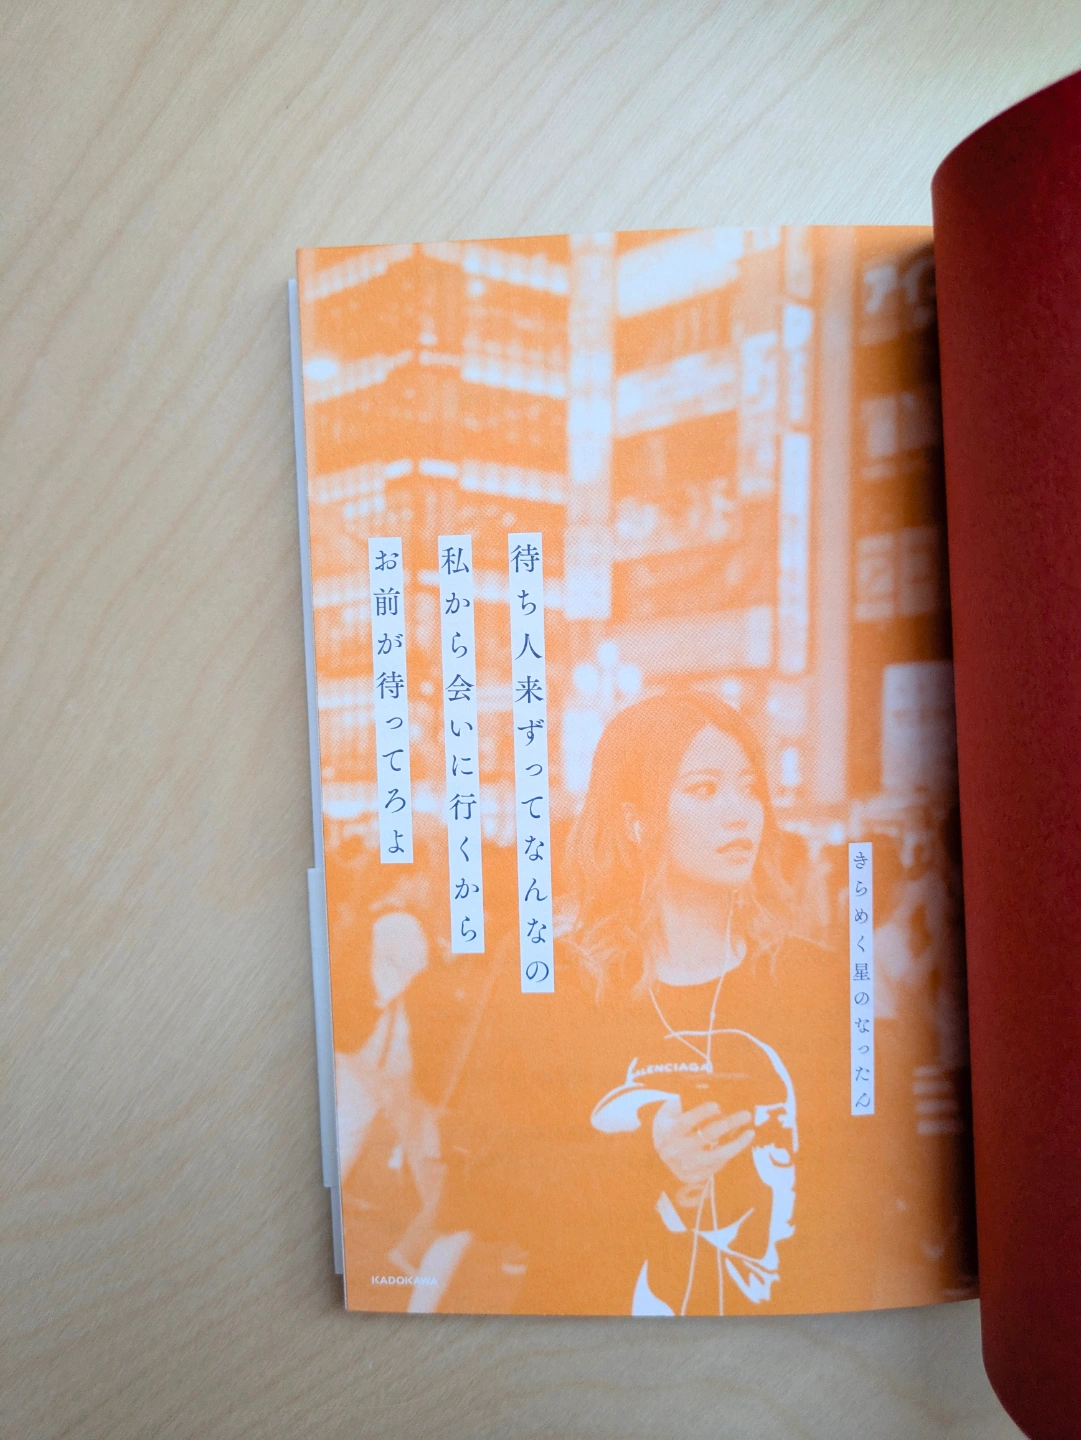 待ち人来ずってなんなの
私から会いに行くから
お前が待ってろよ
きらめく星のなったん
BALENCIAGA
KADOKAWA